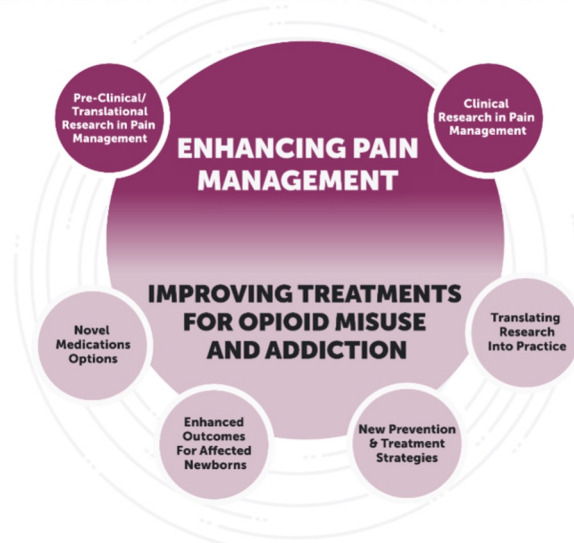 Pre-Clinical/
Translational
Research in Pain
Management
Clinical
Research in Pain
Management
ENHANCING PAIN
MANAGEMENT
IMPROVING TREATMENTS
FOR OPIOID MISUSE
AND ADDICTION
Novel
Medications
Options
Translating
Research
Into Practice
Enhanced
Outcomes
For Affected
Newborns
New Prevention
& Treatment
Strategies